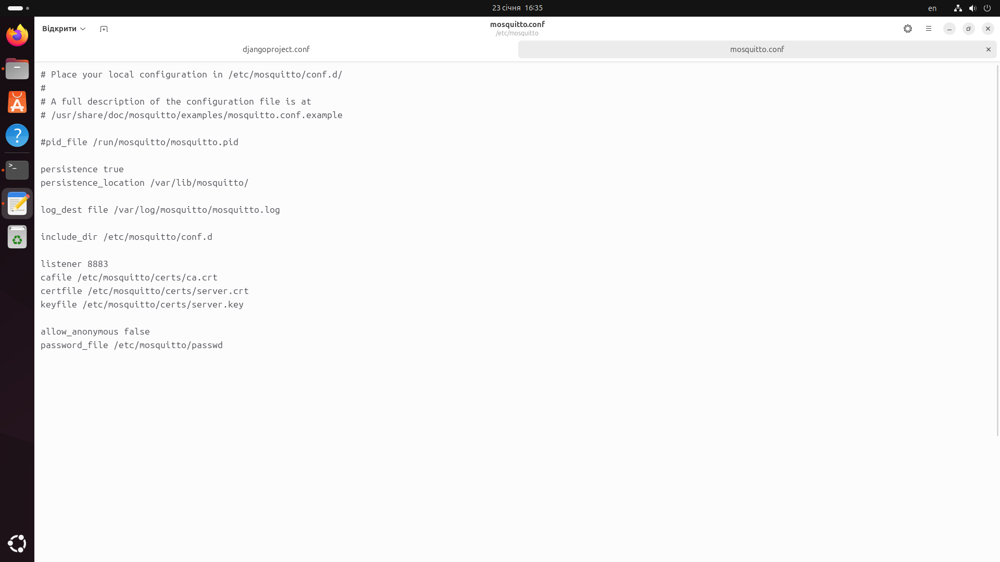 23 січня 16:35
en
Відкрити
mosquitto.conf
/etc/mosquitto
djangoproject.conf
mosquitto.conf
# Place your local configuration in /etc/mosquitto/conf.d/
#
# A full description of the configuration file is at
# /usr/share/doc/mosquitto/examples/mosquitto.conf.example
#pid_file /run/mosquitto/mosquitto.pid
persistence true
persistence_location /var/lib/mosquitto/
log_dest file /var/log/mosquitto/mosquitto.log
include_dir /etc/mosquitto/conf.d
listener 8883
cafile /etc/mosquitto/certs/ca.crt
certfile /etc/mosquitto/certs/server.crt
keyfile /etc/mosquitto/certs/server.key
allow_anonymous false
password_file /etc/mosquitto/passwd